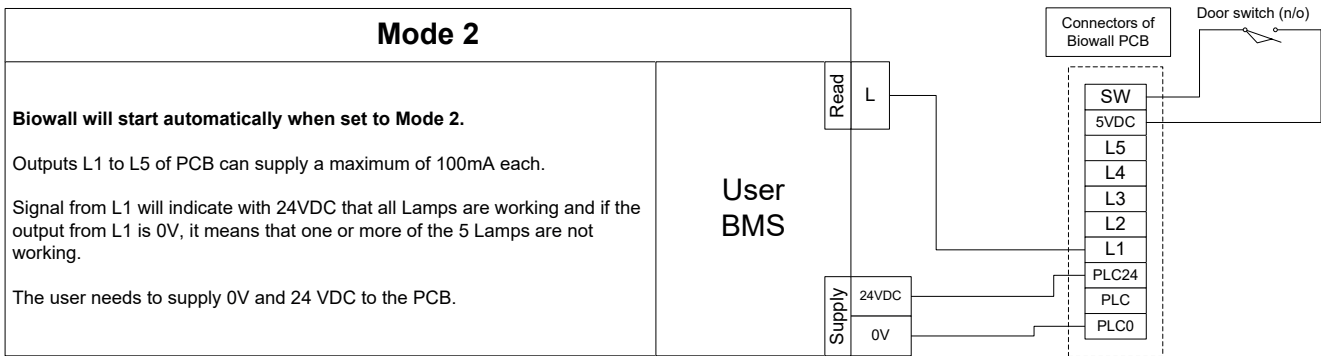 Mode 2
Biowall will start automatically when set to Mode 2.
Outputs L1 to L5 of PCB can supply a maximum of 100mA each.
Signal from L1 will indicate with 24VDC that all Lamps are working and if the
output from L1 is 0V, it means that one or more of the 5 Lamps are not
working.
The user needs to supply 0V and 24 VDC to the PCB.
User
BMS
Read
L
Supply
24VDC
0V
Connectors of
Biowall PCB
Door switch (n/o)
SW
5VDC
L5
L4
L3
L2
L1
PLC24
PLC
PLC0